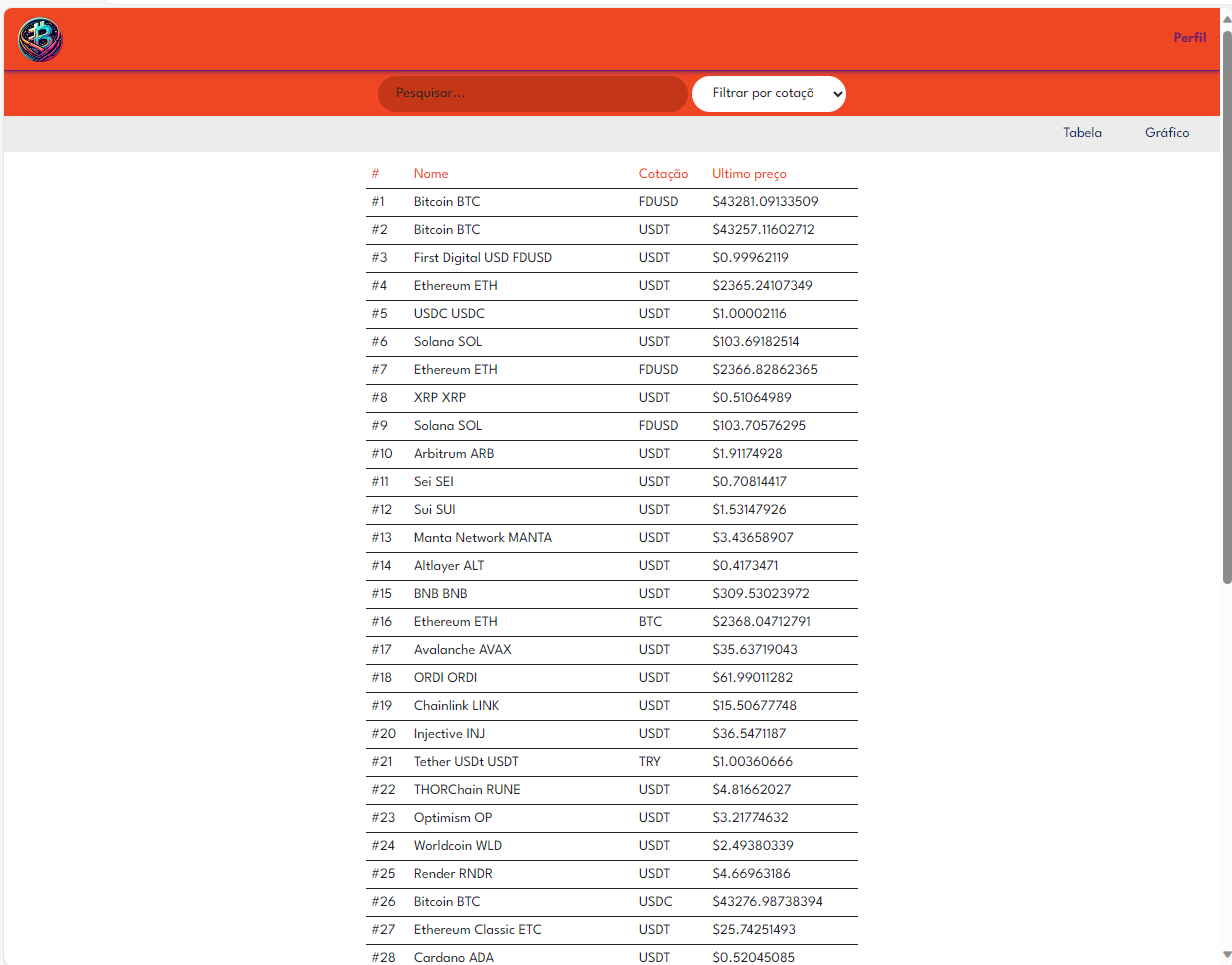 Perfil
Pesquisar...
Filtrar por cotaçã
Tabela Gráfico
# Nome Cotação Ultimo preço
#1 Bitcoin BTC FDUSD $43281.09133509
#2 Bitcoin BTC USDT $43257.11602712
#3 First Digital USD FDUSD USDT $0.99962119
#4 Ethereum ETH USDT $2365.24107349
#5 USDC USDC USDT $1.00002116
#6 Solana SOL USDT $103.69182514
#7 Ethereum ETH FDUSD $2366.82862365
#8 XRP XRP USDT $0.51064989
#9 Solana SOL FDUSD $103.70576295
#10 Arbitrum ARB USDT $1.91174928
#11 Sei SEI USDT $0.70814417
#12 Sui SUI USDT $1.53147926
#13 Manta Network MANTA USDT $3.43658907
#14 Altlayer ALT USDT $0.4173471
#15 BNB BNB USDT $309.53023972
#16 Ethereum ETH BTC $2368.04712791
#17 Avalanche AVAX USDT $35.63719043
#18 ORDI ORDI USDT $61.99011282
#19 Chainlink LINK USDT $15.50677748
#20 Injective INJ USDT $36.5471187
#21 Tether USDt USDT TRY $1.00360666
#22 THORChain RUNE USDT $4.81662027
#23 Optimism OP USDT $3.21774632
#24 Worldcoin WLD USDT $2.49380339
#25 Render RNDR USDT $4.66963186
#26 Bitcoin BTC USDC $43276.98738394
#27 Ethereum Classic ETC USDT $25.74251493
#28 Cardano ADA USDT $0.52045085